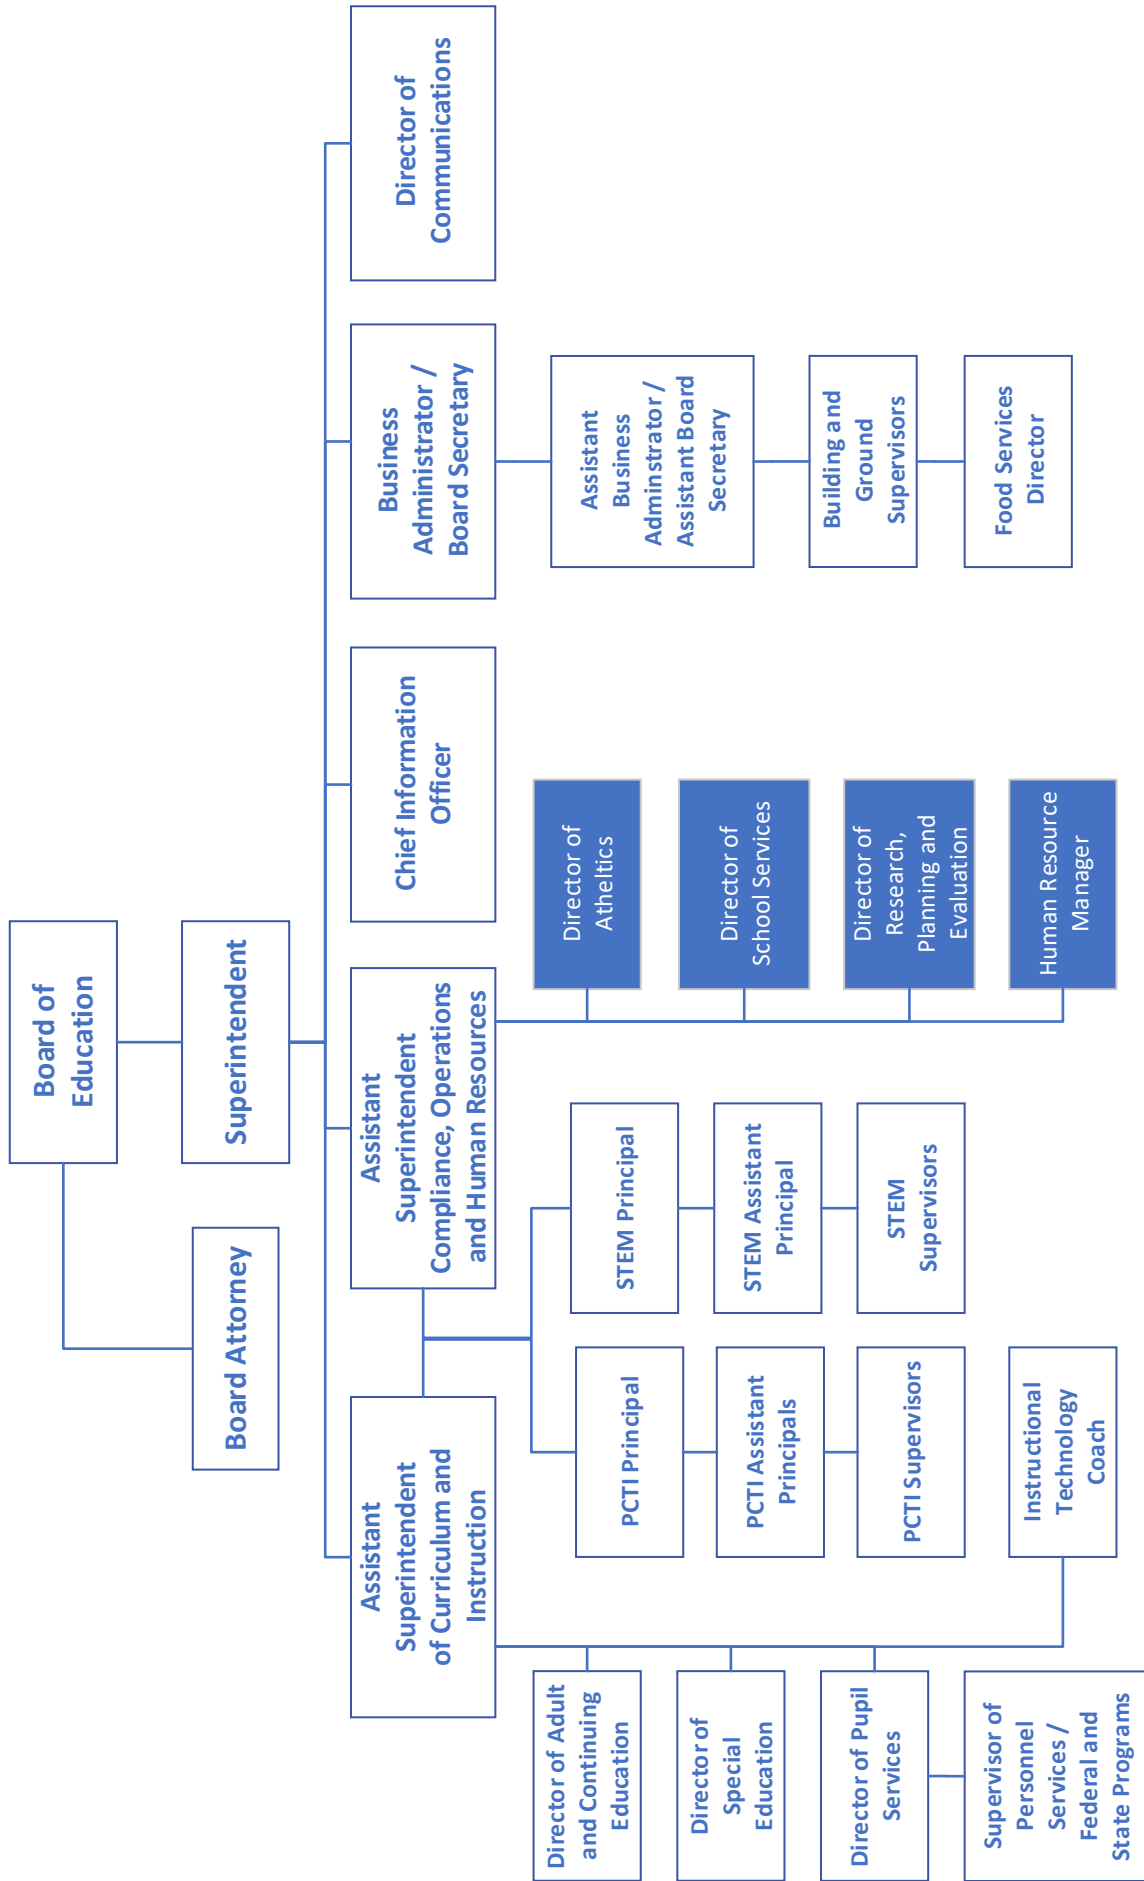 Board of
Education
Board Attorney
Superintendent
Assistant
Superintendent
of Curriculum and
Instruction
Assistant
Superintendent
Compliance, Operations
and Human Resources
Chief Information
Officer
Business
Administrator /
Board Secretary
Director of
Communications
Director of Adult
and Continuing
Education
Director of
Special
Education
Director of Pupil
Services
Supervisor of
Personnel
Services /
Federal and
State Programs
Instructional
Technology
Coach
PCTI Principal
PCTI Assistant
Principals
PCTI Supervisors
STEM Principal
STEM Assistant
Principal
STEM
Supervisors
Director of
Atheltics
Director of
School Services
Director of
Research,
Planning and
Evaluation
Human Resource
Manager
Assistant
Business
Adminstrator /
Assistant Board
Secretary
Building and
Ground
Supervisors
Food Services
Director